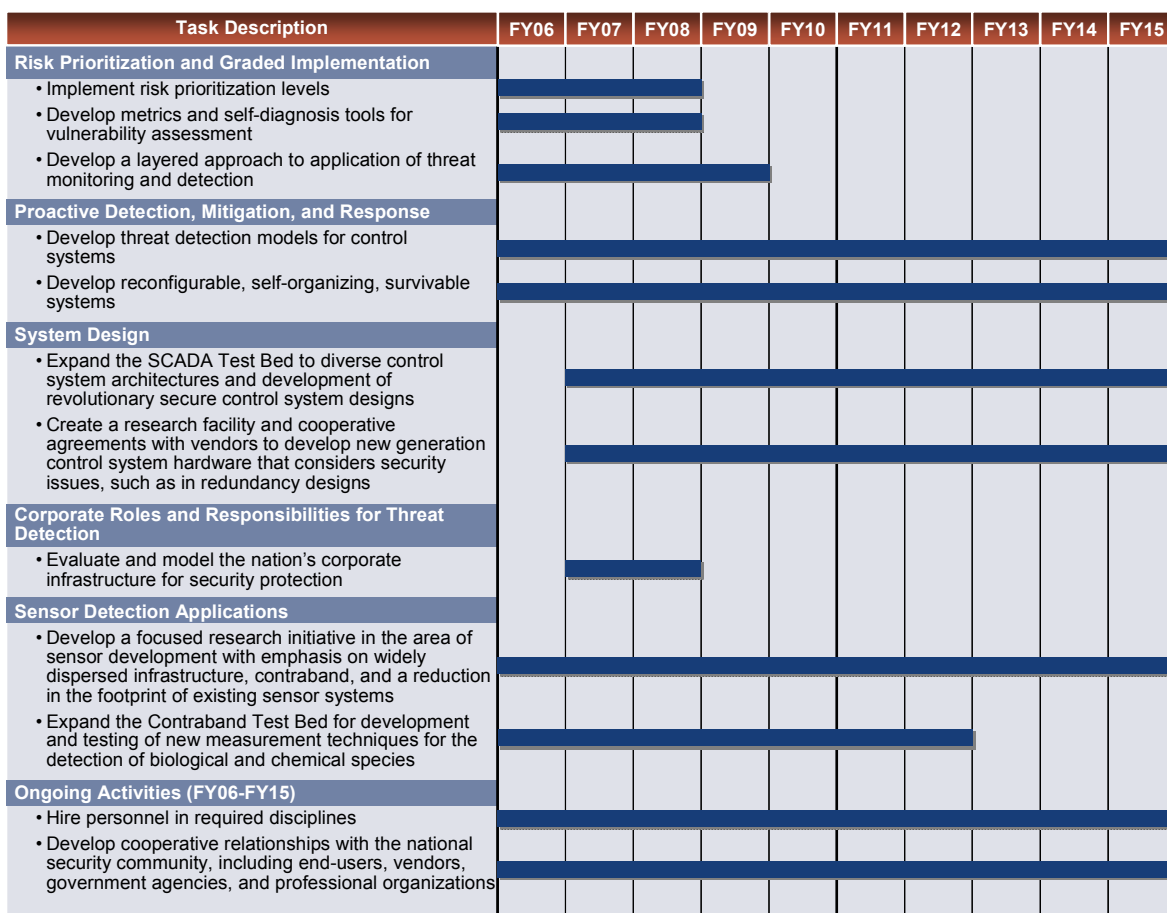 Task Description FY06 FY07 FY08 FY09 FY10 FY11 FY12 FY13 FY14 FY15
Risk Prioritization and Graded Implementation
• Implement risk prioritization levels
• Develop metrics and self-diagnosis tools for
vulnerability assessment
• Develop a layered approach to application of threat
monitoring and detection
Proactive Detection, Mitigation, and Response
• Develop threat detection models for control
systems
• Develop reconfigurable, self-organizing, survivable
systems
System Design
• Expand the SCADA Test Bed to diverse control
system architectures and development of
revolutionary secure control system designs
• Create a research facility and cooperative
agreements with vendors to develop new generation
control system hardware that considers security
issues, such as in redundancy designs
Corporate Roles and Responsibilities for Threat
Detection
• Evaluate and model the nation’s corporate
infrastructure for security protection
Sensor Detection Applications
• Develop a focused research initiative in the area of
sensor development with emphasis on widely
dispersed infrastructure, contraband, and a reduction
in the footprint of existing sensor systems
• Expand the Contraband Test Bed for development
and testing of new measurement techniques for the
detection of biological and chemical species
Ongoing Activities (FY06-FY15)
• Hire personnel in required disciplines
• Develop cooperative relationships with the national
security community, including end-users, vendors,
government agencies, and professional organizations